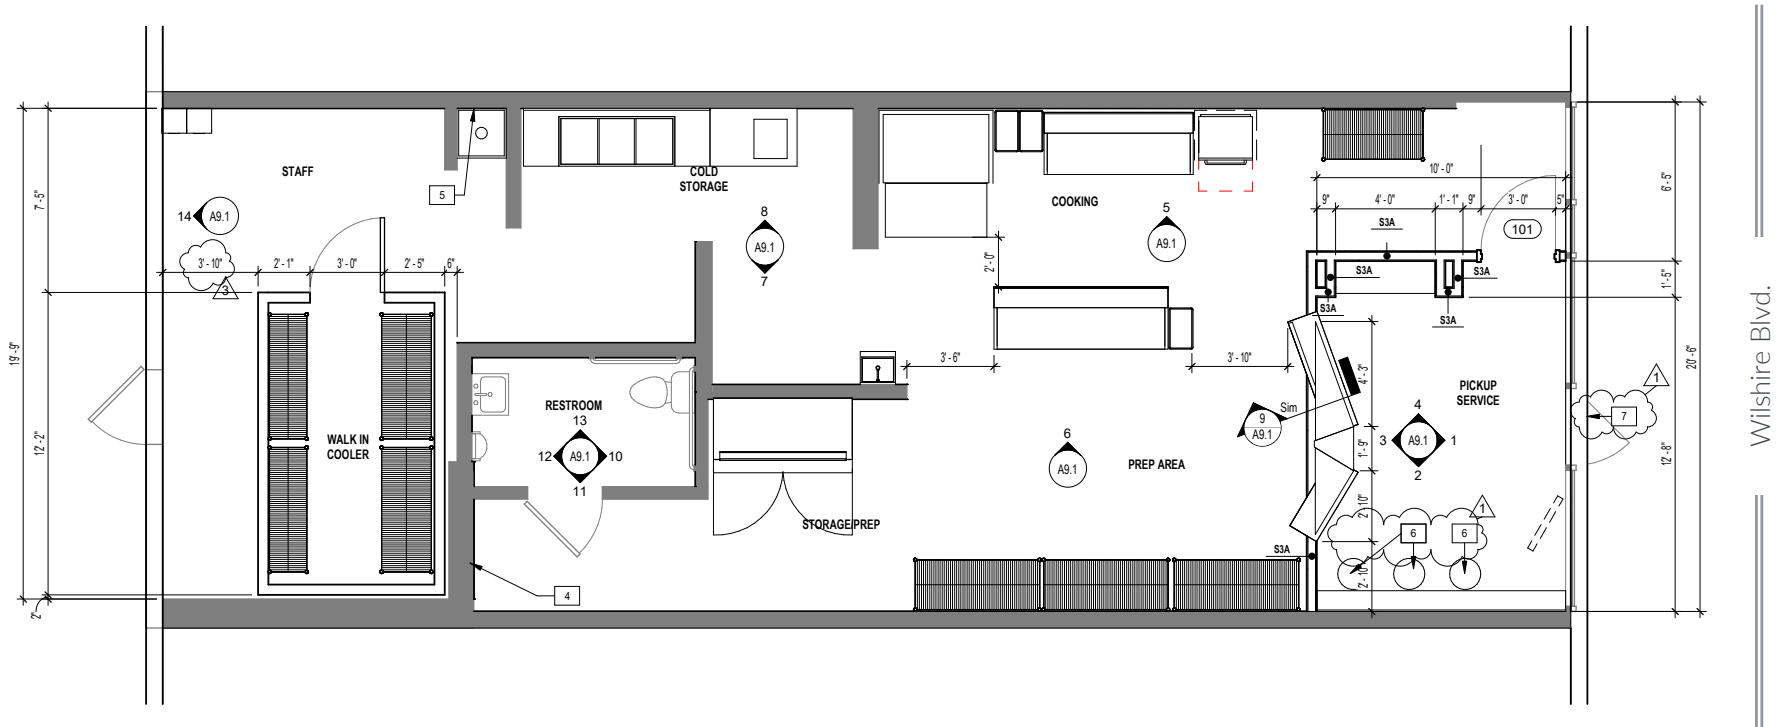 STAFF
COLD
STORAGE
COOKING
10' - 0"
9"
4' - 0"
1' - 1"
9"
3' - 0"
5"
S3A
101
6' - 5"
5
14
A9.1
8
A9.1
7
5
A9.1
7' - 5"
3' - 10"
2' - 1"
3' - 0"
2' - 5"
6"
3
2' - 0"
S3A
S3A
S3A
S3A
1' - 5"
19' - 9"
3' - 6"
3' - 10"
4' - 3"
20' - 6"
Wilshire Blvd.
PICKUP
SERVICE
1
7
RESTROOM
13
12
A9.1
10
11
WALK IN
COOLER
12' - 2"
Sim
9
A9.1
4
3
A9.1
1
2
6
A9.1
PREP AREA
1' - 9"
12' - 8"
STORAGE/PREP
2' - 10"
1
6
6
S3A
2' - 10"
4
2"